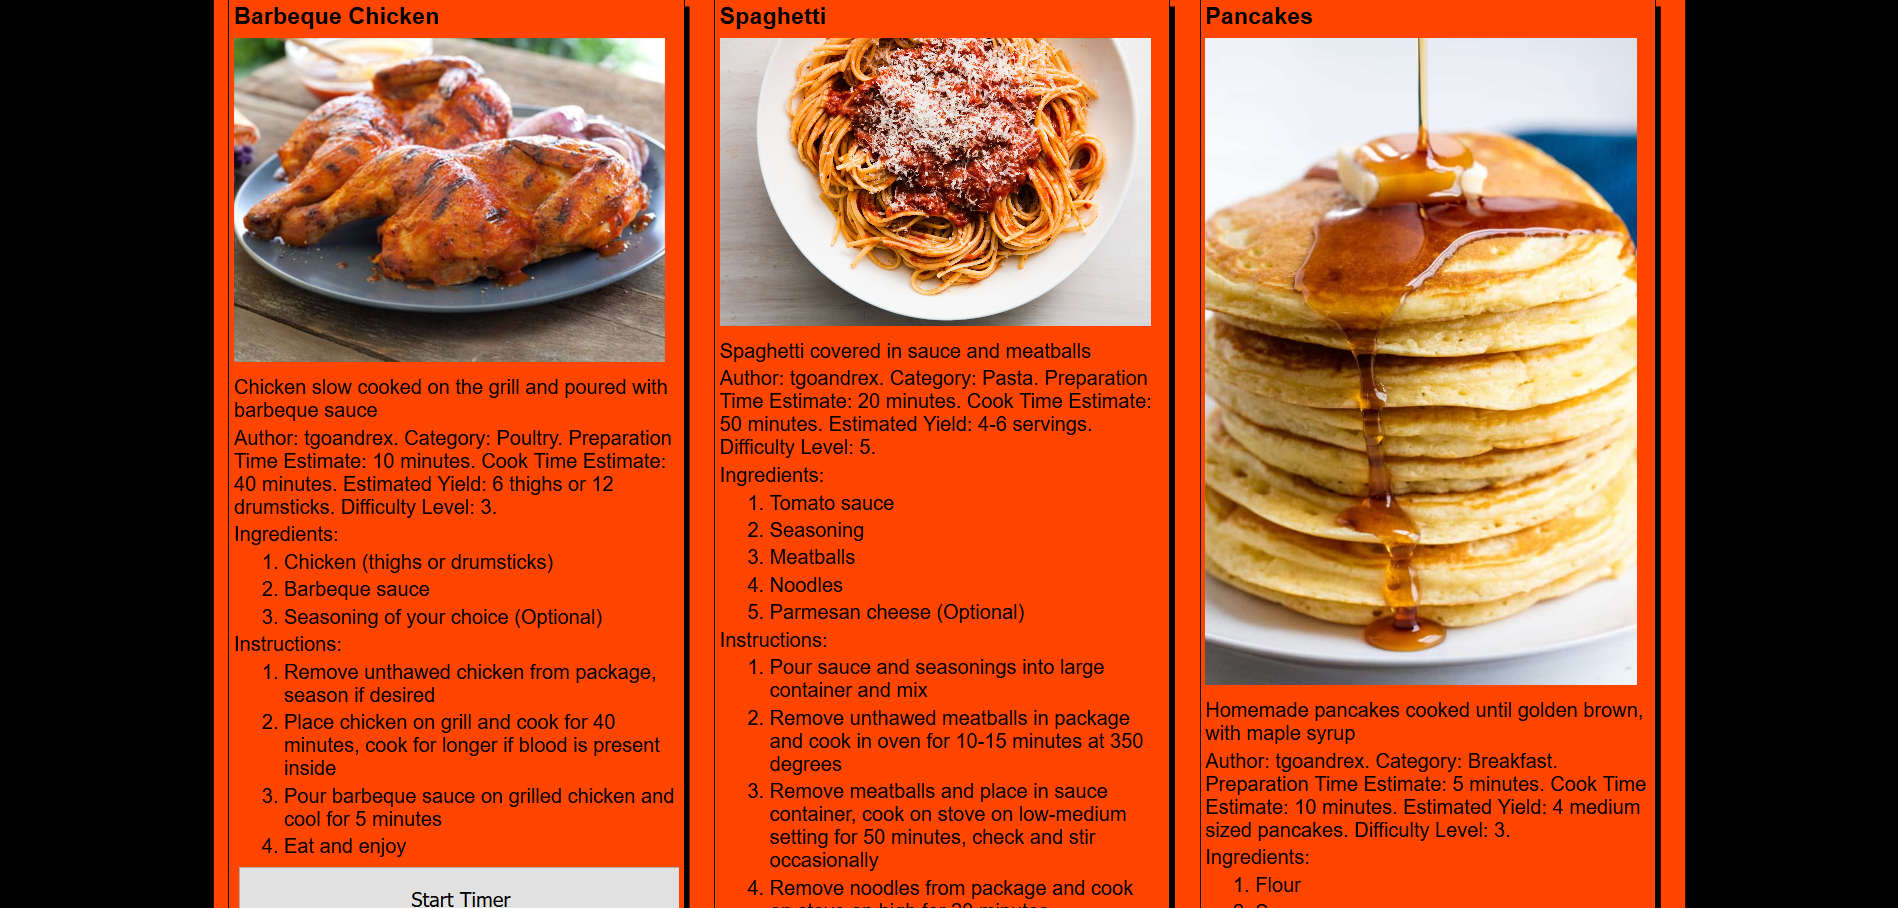 Barbeque Chicken
Chicken slow cooked on the grill and poured with
barbeque sauce
Author: tgoandrex. Category: Poultry. Preparation
Time Estimate: 10 minutes. Cook Time Estimate:
40 minutes. Estimated Yield: 6 thighs or 12
drumsticks. Difficulty Level: 3.
Ingredients:
1. Chicken (thighs or drumsticks)
2. Barbeque sauce
3. Seasoning of your choice (Optional)
Instructions:
1. Remove unthawed chicken from package,
season if desired
2. Place chicken on grill and cook for 40
minutes, cook for longer if blood is present
inside
3. Pour barbeque sauce on grilled chicken and
cool for 5 minutes
4. Eat and enjoy
Start Timer
Spaghetti
Spaghetti covered in sauce and meatballs
Author: tgoandrex. Category: Pasta. Preparation
Time Estimate: 20 minutes. Cook Time Estimate:
50 minutes. Estimated Yield: 4-6 servings.
Difficulty Level: 5.
Ingredients:
1. Tomato sauce
2. Seasoning
3. Meatballs
4. Noodles
5. Parmesan cheese (Optional)
Instructions:
1. Pour sauce and seasonings into large
container and mix
2. Remove unthawed meatballs in package
and cook in oven for 10-15 minutes at 350
degrees
3. Remove meatballs and place in sauce
container, cook on stove on low-medium
setting for 50 minutes, check and stir
occasionally
4. Remove noodles from package and cook
Pancakes
Homemade pancakes cooked until golden brown,
with maple syrup
Author: tgoandrex. Category: Breakfast.
Preparation Time Estimate: 5 minutes. Cook Time
Estimate: 10 minutes. Estimated Yield: 4 medium
sized pancakes. Difficulty Level: 3.
Ingredients:
1. Flour